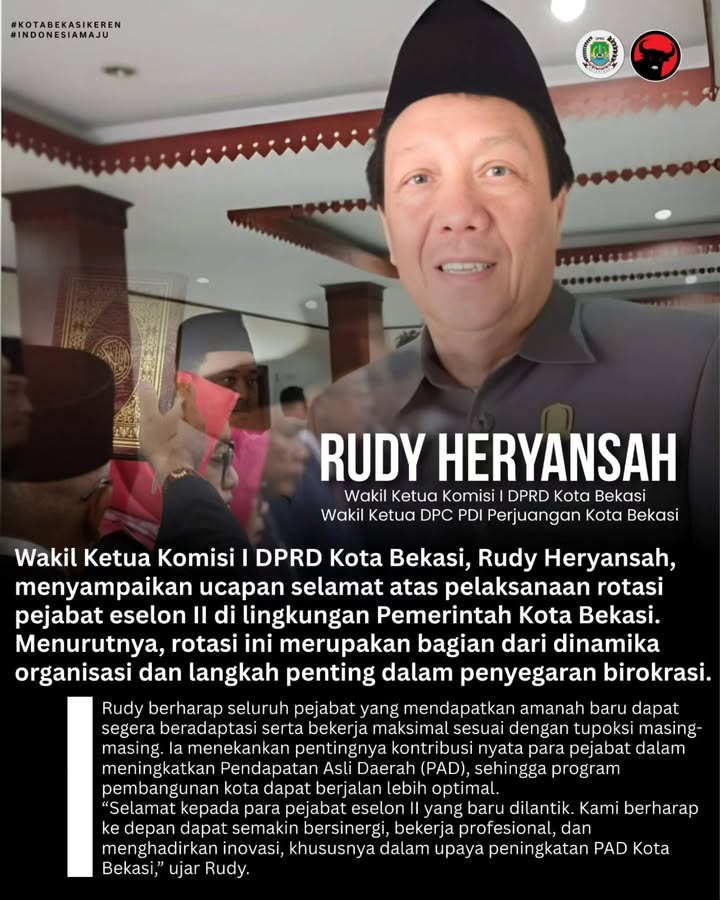 #KOTABEKASIKEREN
#INDONESIAMAJU
RUDY HERYANSAH
Wakil Ketua Komisi I DPRD Kota Bekasi
Wakil Ketua DPC PDI Perjuangan Kota Bekasi
Wakil Ketua Komisi I DPRD Kota Bekasi, Rudy Heryansah,
menyampaikan ucapan selamat atas pelaksanaan rotasi
pejabat eselon II di lingkungan Pemerintah Kota Bekasi.
Menurutnya, rotasi ini merupakan bagian dari dinamika
organisasi dan langkah penting dalam penyegaran birokrasi.
Rudy berharap seluruh pejabat yang mendapatkan amanah baru dapat
segera beradaptasi serta bekerja maksimal sesuai dengan tupoksi masing-
masing. Ia menekankan pentingnya kontribusi nyata para pejabat dalam
meningkatkan Pendapatan Asli Daerah (PAD), sehingga program
pembangunan kota dapat berjalan lebih optimal.
“Selamat kepada para pejabat eselon II yang baru dilantik. Kami berharap
ke depan dapat semakin bersinergi, bekerja profesional, dan
menghadirkan inovasi, khususnya dalam upaya peningkatan PAD Kota
Bekasi,” ujar Rudy.